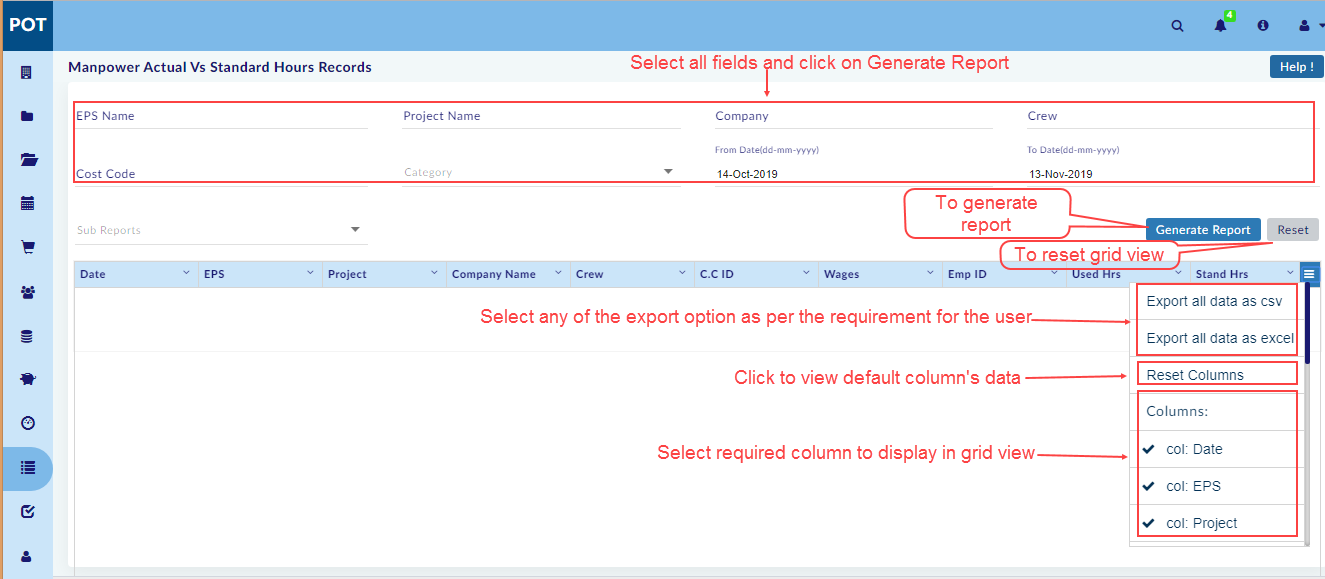 POT
4
Manpower Actual Vs Standard Hours Records
Select all fields and click on Generate Report
Help !
EPS Name
Project Name
Company
Crew
From Date(dd-mm-yyyy)
To Date(dd-mm-yyyy)
Cost Code
Category
14-Oct-2019
13-Nov-2019
To generate
report
Sub Reports
Generate Report
Reset
To reset grid view
Date
EPS
Project
Company Name
Crew
C.C ID
Wages
Emp ID
Used Hrs
Stand Hrs
Export all data as csv
Select any of the export option as per the requirement for the user
Export all data as excel
Click to view default column's data
Reset Columns
Columns:
Select required column to display in grid view
col: Date
col: EPS
col: Project